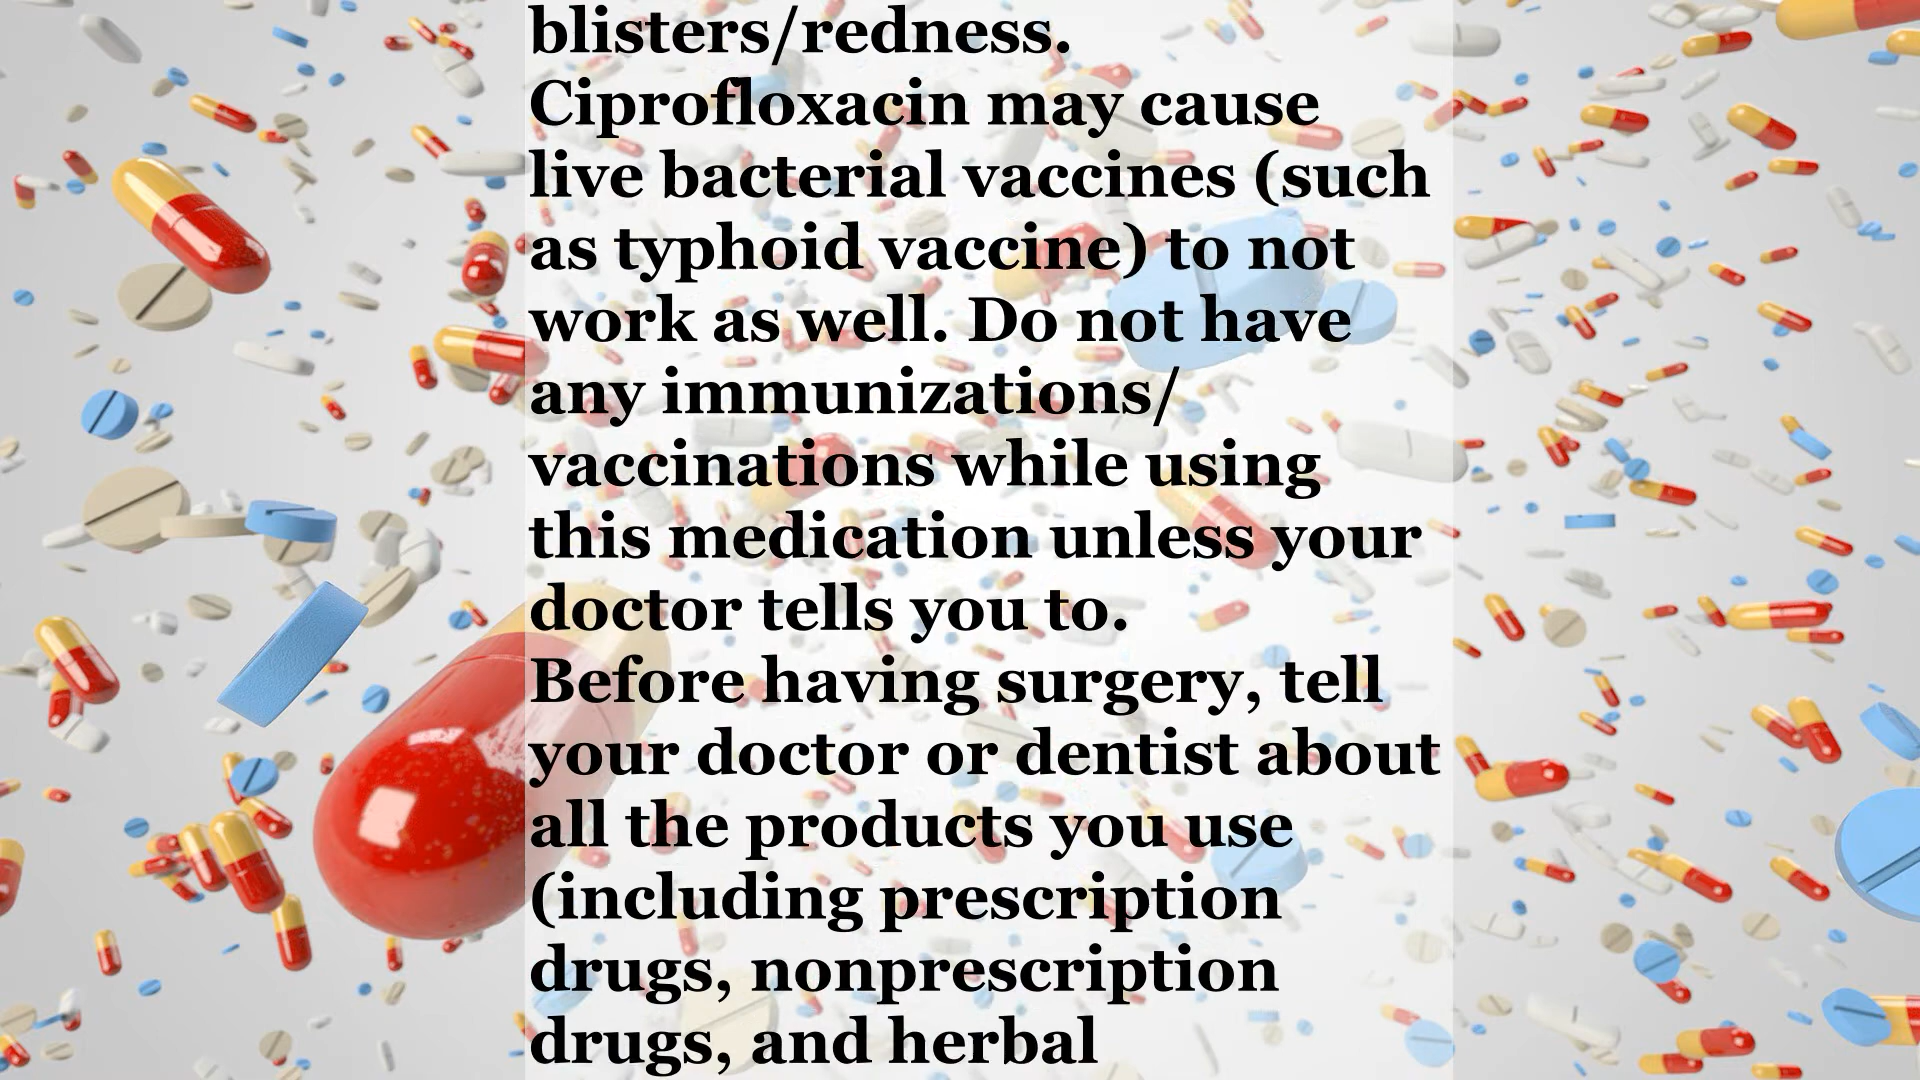 blisters/redness.
Ciprofloxacin may cause
live bacterial vaccines (such
as typhoid vaccine) to not
work as well. Do not have
any immunizations/
vaccinations while using
this medication unless your
doctor tells you to.
Before having surgery, tell
your doctor or dentist about
all the products you use
(including prescription
drugs, nonprescription
drugs, and herbal